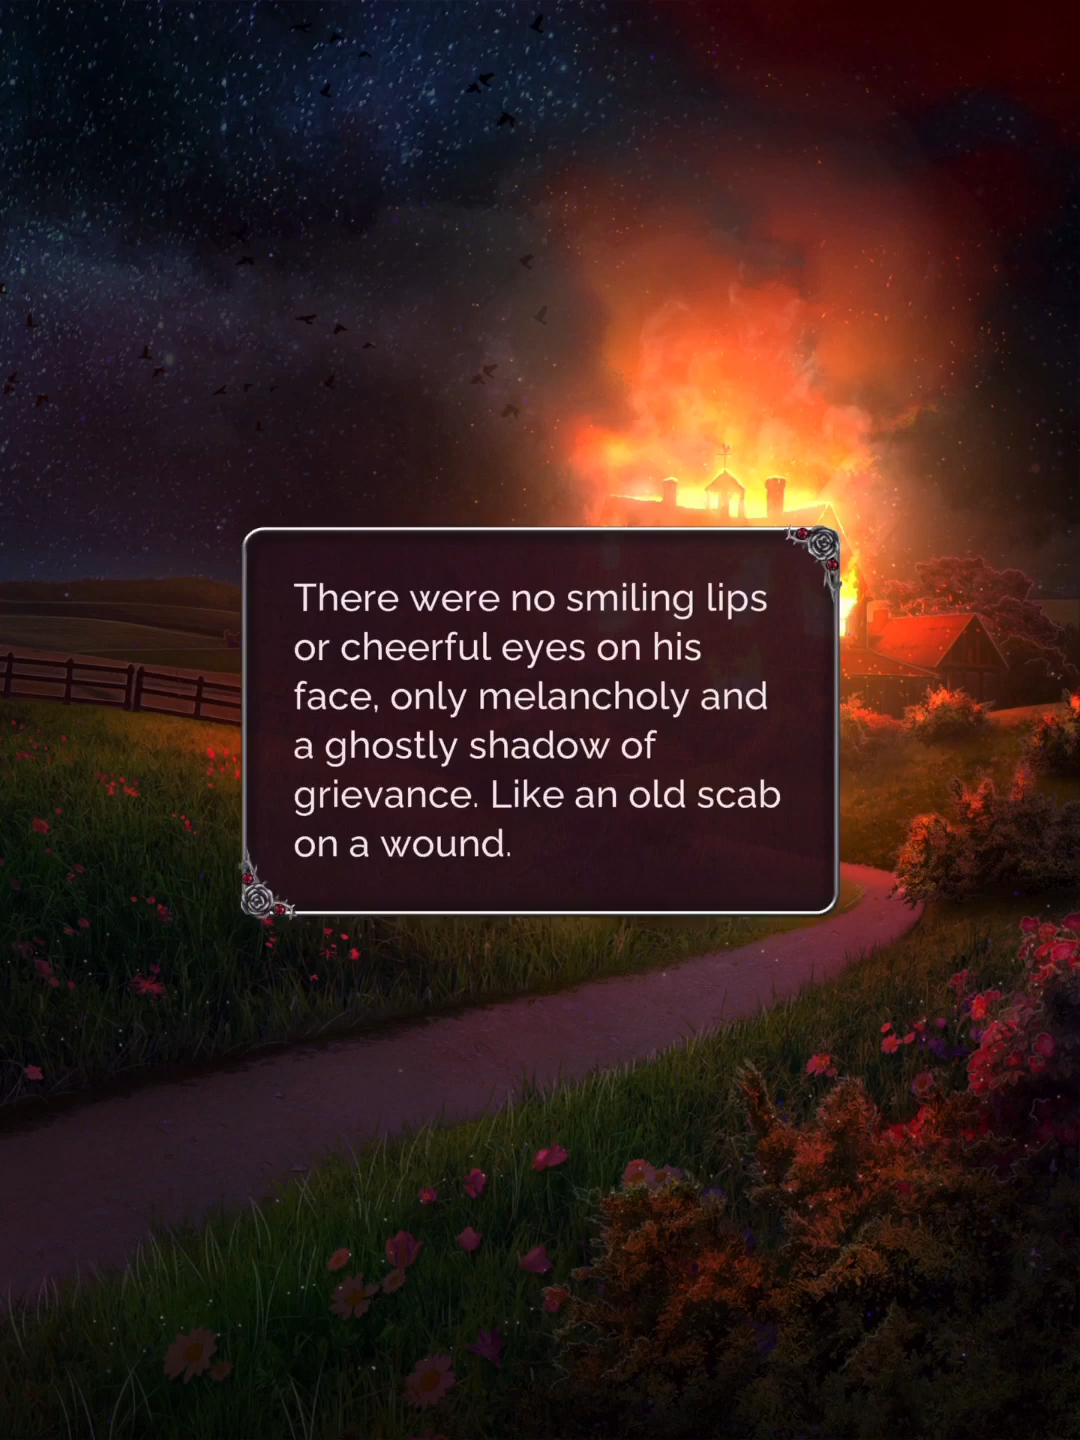 There were no smiling lips
or cheerful eyes on his
face, only melancholy and
a ghostly shadow of
grievance. Like an old scab
on a wound.